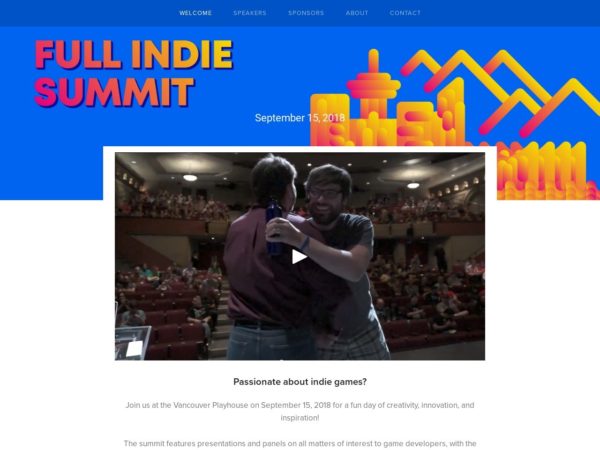 WELCOME SPEAKERS SPONSORS ABOUT CONTACT
FULL INDIE
SUMMIT
September 15, 2018
Passionate about indie games?
Join us at the Vancouver Playhouse on September 15, 2018 for a fun day of creativity, innovation, and
inspiration!
The summit features presentations and panels on all matters of interest to game developers, with the